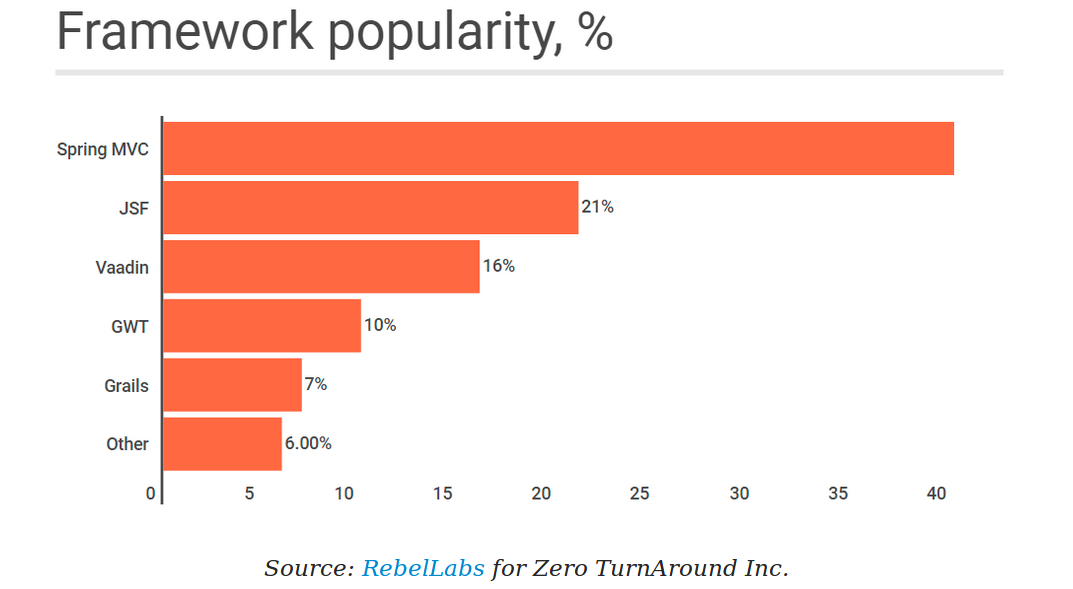 Framework popularity, %
Spring MVC
JSF 21%
Vaadin 16%
GWT 10%
Grails 7%
Other 6.00%
0 5 10 15 20 25 30 35 40
Source: RebelLabs for Zero TurnAround Inc.